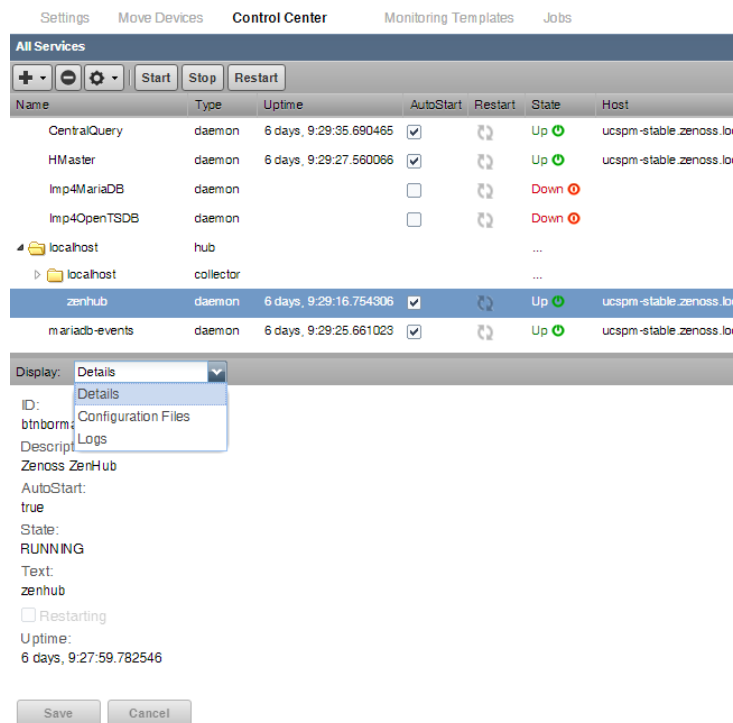 Settings Move Devices Control Center Monitoring Templates Jobs
All Services
Start Stop Restart
Name Type Uptime AutoStart Restart State Host
CentralQuery daemon 6 days, 9:29:35.690465 Up ucspm-stable.zenoss.lo
HMaster daemon 6 days, 9:29:27.560066 Up ucspm-stable.zenoss.lo
Imp4MariaDB daemon Down
Imp4OpenTSDB daemon Down
localhost hub ...
localhost collector ...
zenhub daemon 6 days, 9:29:16.754306 Up ucspm-stable.zenoss.lo
mariadb-events daemon 6 days, 9:29:25.661023 Up ucspm-stable.zenoss.lo
Display: Details
Details
Configuration Files
Logs
ID:
btnborm
Descript
Zenoss ZenHub
AutoStart:
true
State:
RUNNING
Text:
zenhub
Restarting
Uptime:
6 days, 9:27:59.782546
Save Cancel